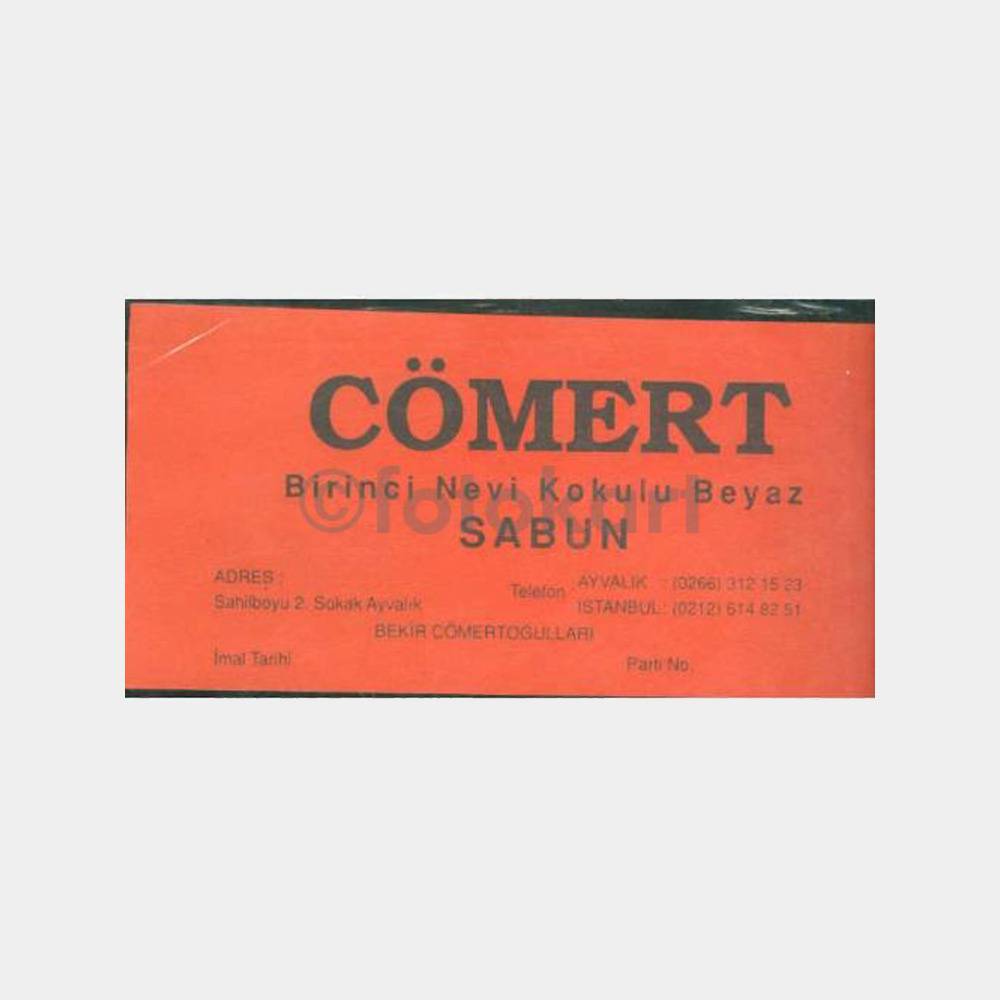 CÖMERT
Birinci Nevi Kokulu Beyaz
SABUN
©fotokart
ADRES :
Sahilboyu 2. Sokak Ayvalık
Telefon : AYVALIK : (0266) 312 15 23
İSTANBUL : (0212) 614 82 51
BEKİR CÖMERTOĞULLARI
İmal Tarihi
Parti No.